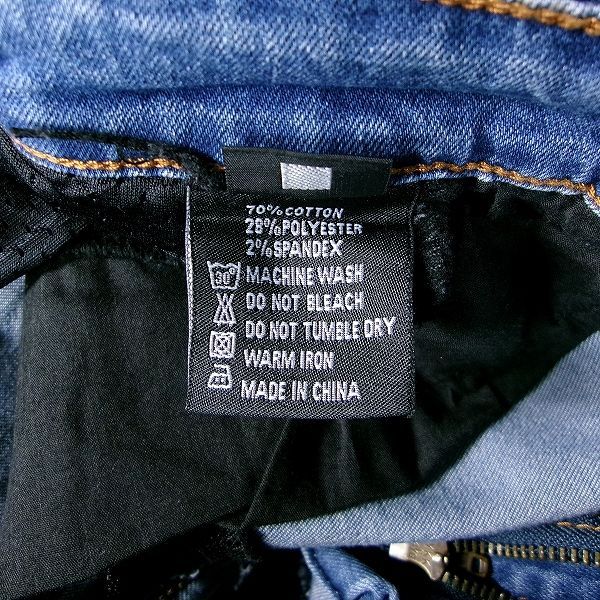 70%COTTON
28%POLYESTER
2%SPANDEX
MACHINE WASH
DO NOT BLEACH
DO NOT TUMBLE DRY
WARM IRON
MADE IN CHINA